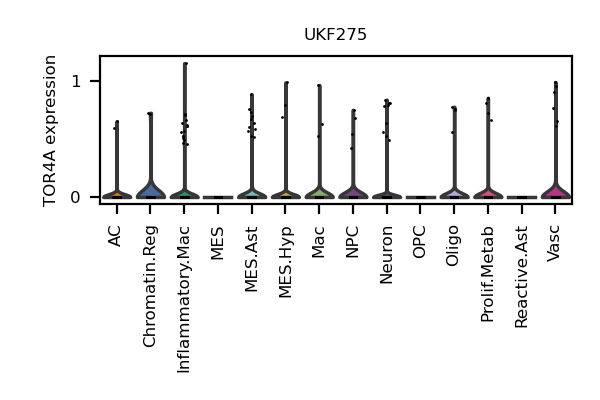 UKF275
TOR4A expression
1
0
AC
Chromatin.Reg
Inflammatory.Mac
MES
MES.Ast
MES.Hyp
Mac
NPC
Neuron
OPC
Oligo
Prolif.Metab
Reactive.Ast
Vasc